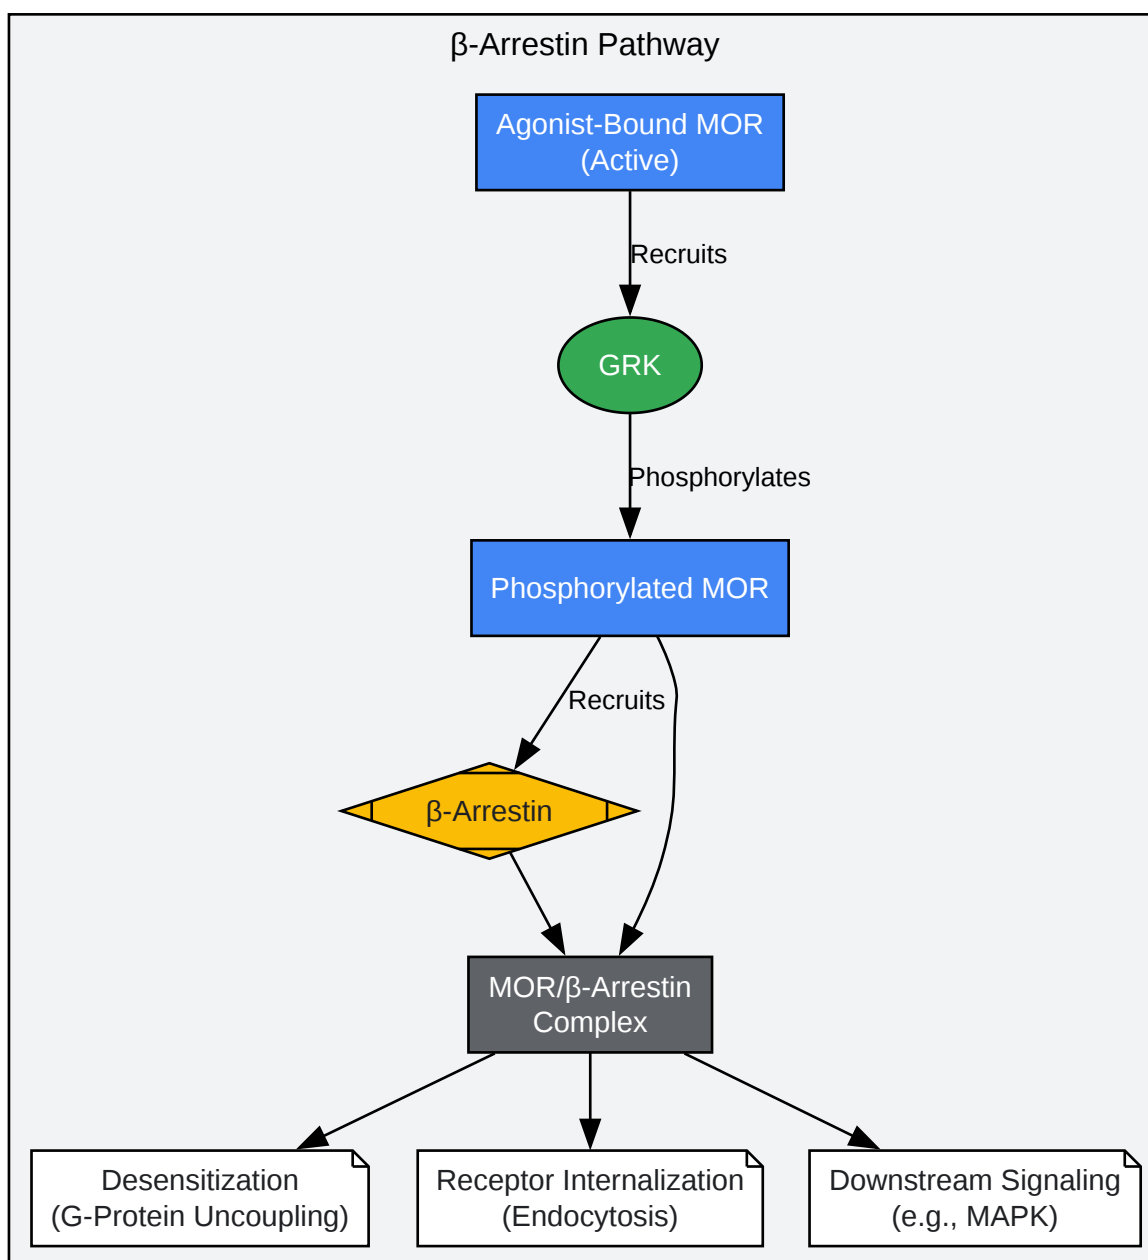 β-Arrestin Pathway
Agonist-Bound MOR
(Active)
Recruits
GRK
Phosphorylates
Phosphorylated MOR
Recruits
β-Arrestin
MOR/β-Arrestin
Complex
Desensitization
(G-Protein Uncoupling)
Receptor Internalization
(Endocytosis)
Downstream Signaling
(e.g., MAPK)